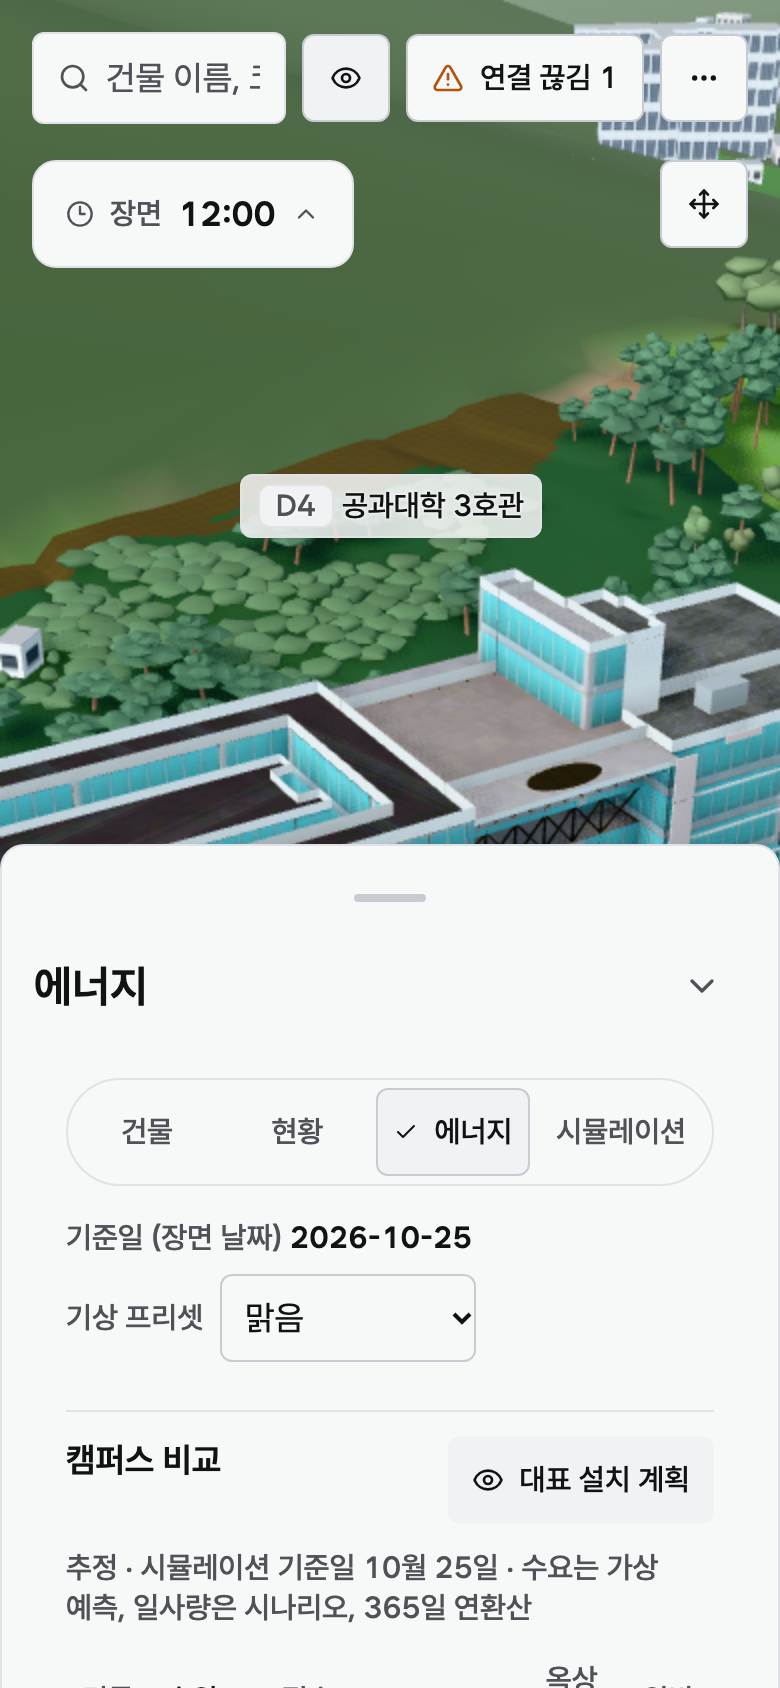 건물 이름,
연결 끊김 1
장면 12:00
D4 공과대학 3호관
에너지
건물 현황 에너지 시뮬레이션
기준일 (장면 날짜) 2026-10-25
기상 프리셋 맑음
캠퍼스 비교
대표 설치 계획
추정 · 시뮬레이션 기준일 10월 25일 · 수요는 가상
예측, 일사량은 시나리오, 365일 연환산
옥상